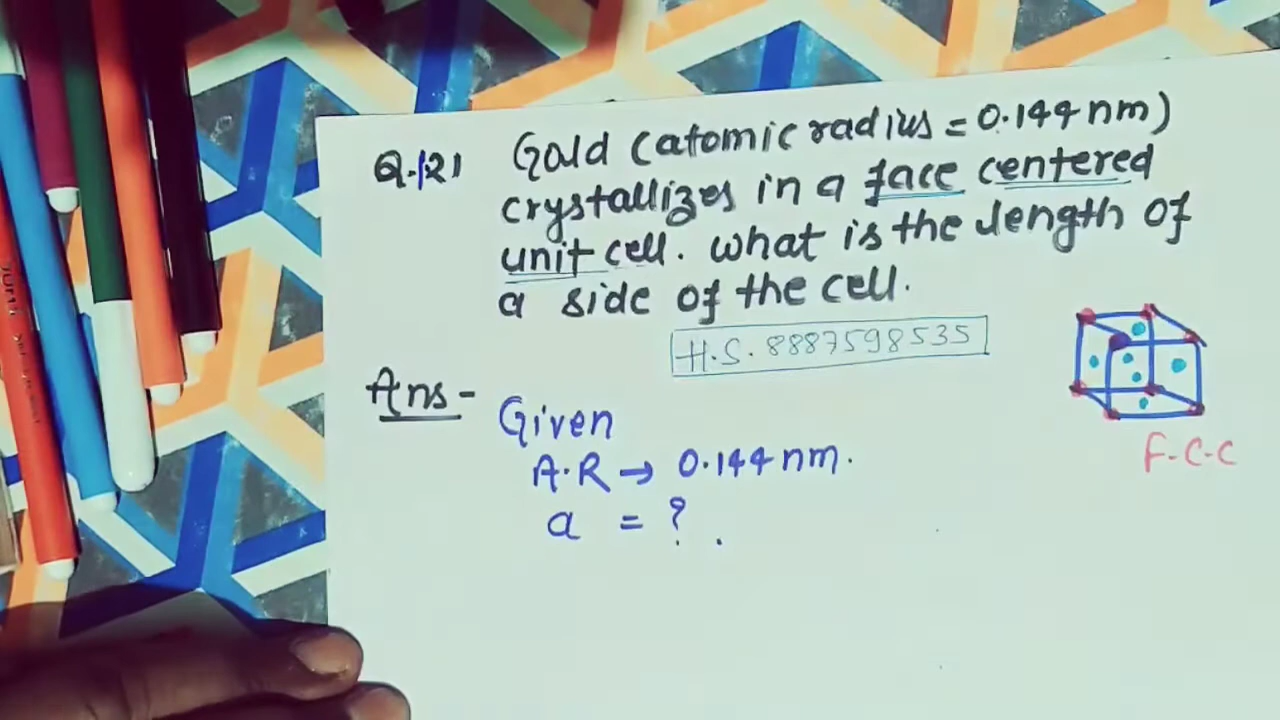 Q.121 Gold (atomic radius = 0.144 nm)
crystallizes in a face centered
unit cell. What is the length of
a side of the cell.
H.S. 8887598535
Ans - Given
A.R → 0.144 nm.
a = ?
F-C-C